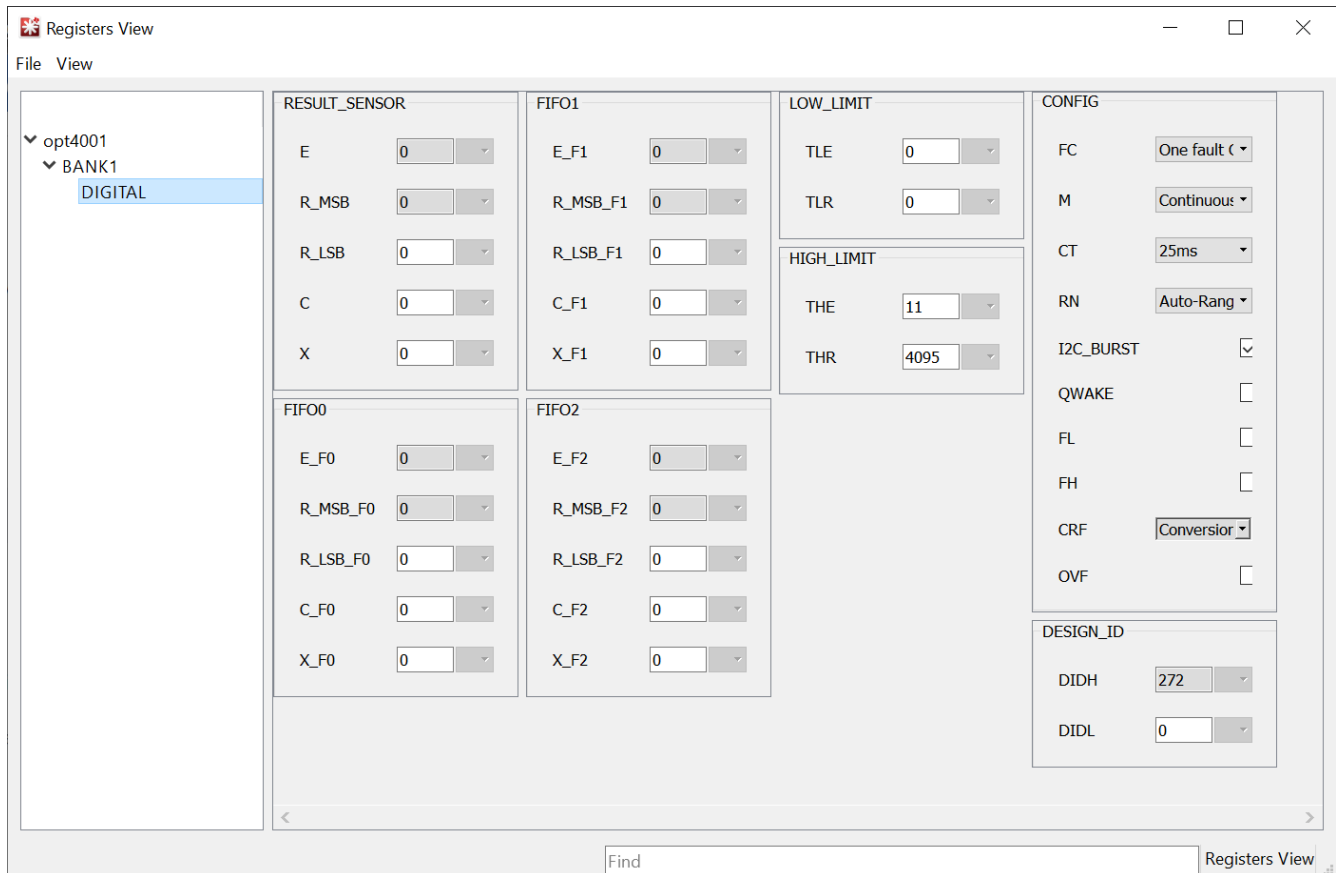 Registers View
File View
opt4001
BANK1
DIGITAL
RESULT_SENSOR
E 0
R_MSB 0
R_LSB 0
C 0
X 0
FIFO0
E_F0 0
R_MSB_F0 0
R_LSB_F0 0
C_F0 0
X_F0 0
FIFO1
E_F1 0
R_MSB_F1 0
R_LSB_F1 0
C_F1 0
X_F1 0
FIFO2
E_F2 0
R_MSB_F2 0
R_LSB_F2 0
C_F2 0
X_F2 0
LOW_LIMIT
TLE 0
TLR 0
HIGH_LIMIT
THE 11
THR 4095
CONFIG
FC One fault
M Continuous
CT 25ms
RN Auto-Rang
I2C_BURST
QWAKE
FL
FH
CRF Conversion
OVF
DESIGN_ID
DIDH 272
DIDL 0
Find
Registers View